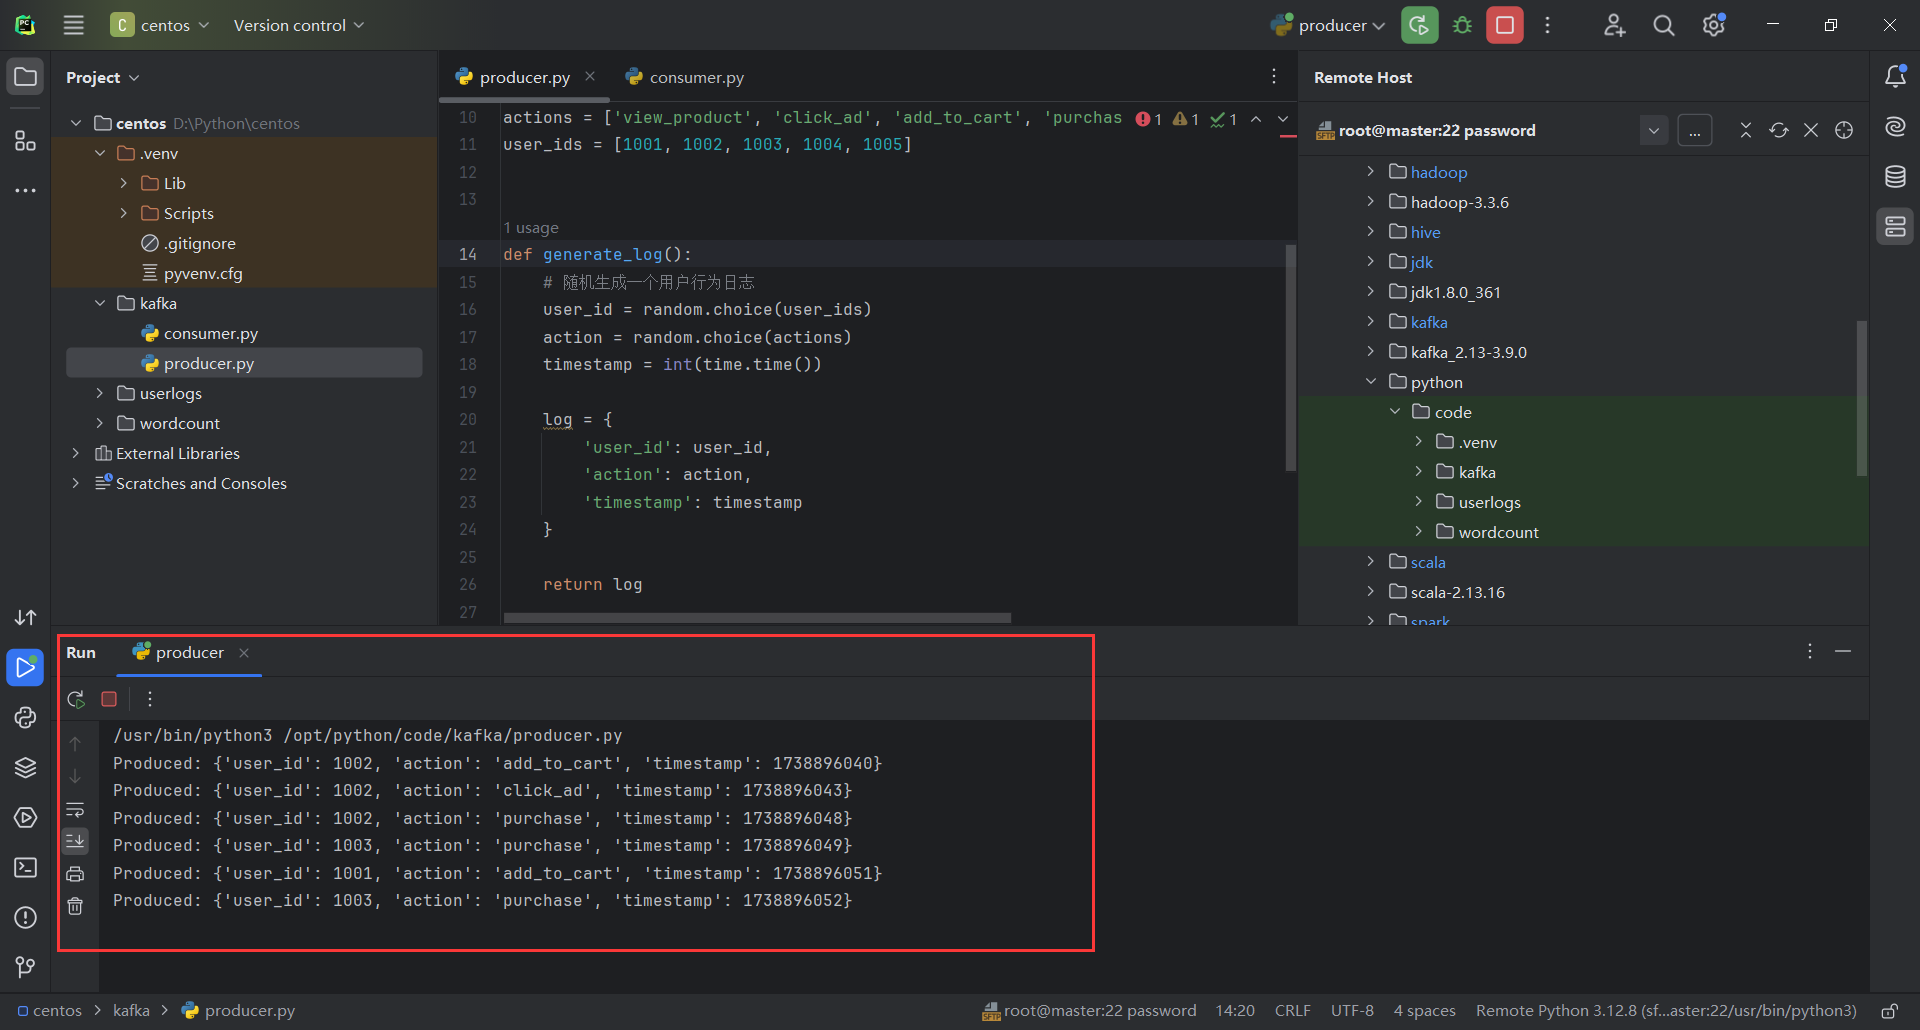 C centos Version control producer
Project
centos D:\Python\centos
.venv
Lib
Scripts
.gitignore
pyvenv.cfg
kafka
consumer.py
producer.py
userlogs
wordcount
External Libraries
Scratches and Consoles
producer.py consumer.py
10 actions = ['view_product', 'click_ad', 'add_to_cart', 'purchas 1 1 1
11 user_ids = [1001, 1002, 1003, 1004, 1005]
12
13
1 usage
14 def generate_log():
15 # 随机生成一个用户行为日志
16 user_id = random.choice(user_ids)
17 action = random.choice(actions)
18 timestamp = int(time.time())
19
20 log = {
21 'user_id': user_id,
22 'action': action,
23 'timestamp': timestamp
24 }
25
26 return log
27
Remote Host
SFTP root@master:22 password ...
hadoop
hadoop-3.3.6
hive
jdk
jdk1.8.0_361
kafka
kafka_2.13-3.9.0
python
code
.venv
kafka
userlogs
wordcount
scala
scala-2.13.16
spark
Run producer
/usr/bin/python3 /opt/python/code/kafka/producer.py
Produced: {'user_id': 1002, 'action': 'add_to_cart', 'timestamp': 1738896040}
Produced: {'user_id': 1002, 'action': 'click_ad', 'timestamp': 1738896043}
Produced: {'user_id': 1002, 'action': 'purchase', 'timestamp': 1738896048}
Produced: {'user_id': 1003, 'action': 'purchase', 'timestamp': 1738896049}
Produced: {'user_id': 1001, 'action': 'add_to_cart', 'timestamp': 1738896051}
Produced: {'user_id': 1003, 'action': 'purchase', 'timestamp': 1738896052}
centos > kafka > producer.py SFTP root@master:22 password 14:20 CRLF UTF-8 4 spaces Remote Python 3.12.8 (sf...aster:22/usr/bin/python3)